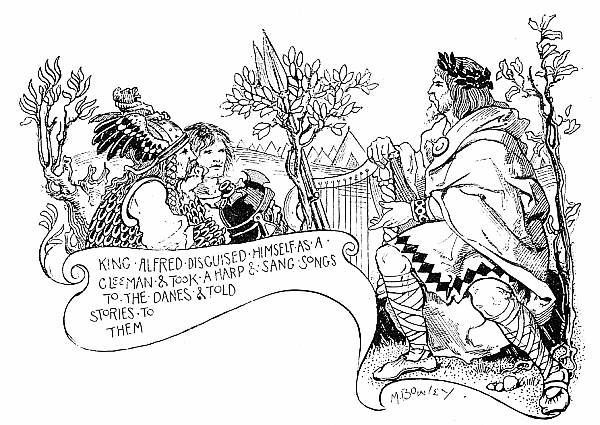 KING · ALFRED · DISGUISED · HIMSELF · AS · A ·
GLEEMAN · & TOOK · A HARP & · SANG SONGS
TO · THE · DANES · & TOLD
STORIES · TO
THEM
M. BOWLEY.